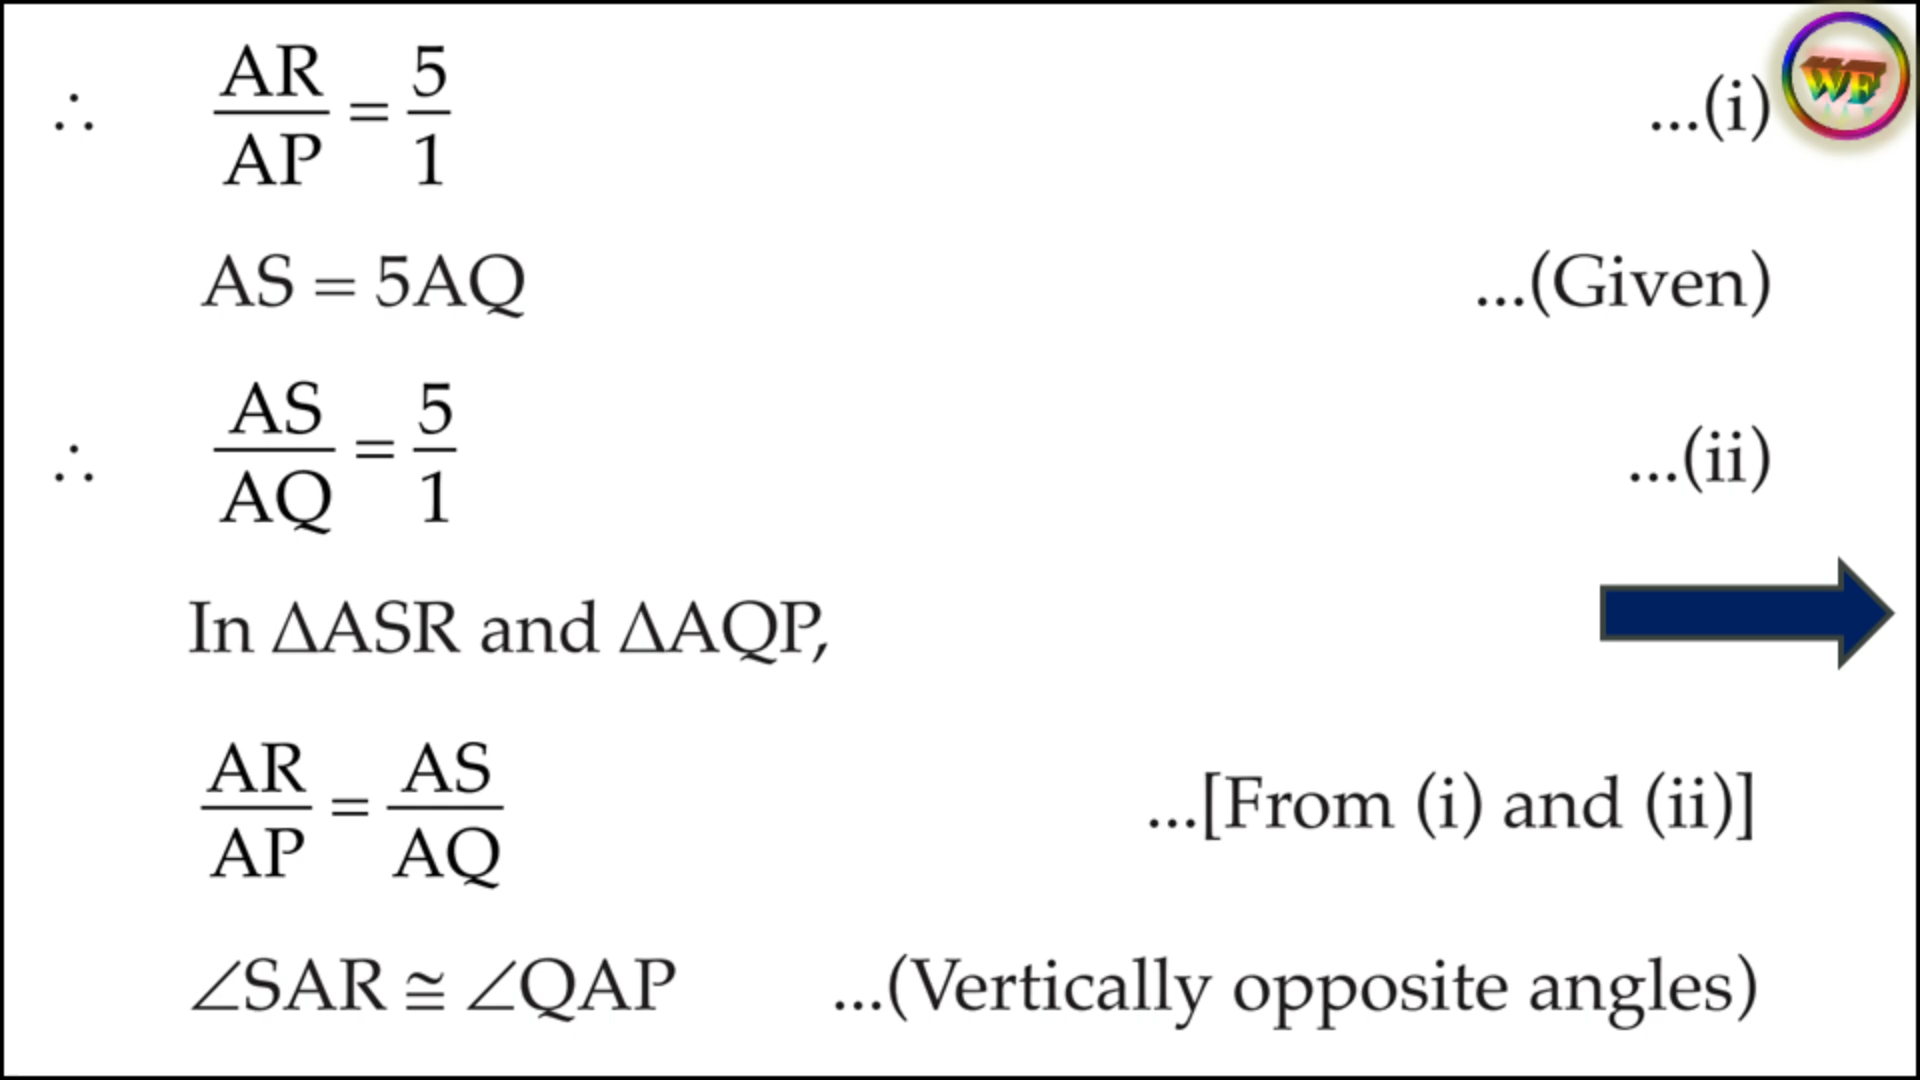 ∴ AR/AP = 5/1 ...(i)
WE
AS = 5AQ ...(Given)
∴ AS/AQ = 5/1 ...(ii)
In ΔASR and ΔAQP,
AR/AP = AS/AQ ...[From (i) and (ii)]
∠SAR ≅ ∠QAP ...(Vertically opposite angles)